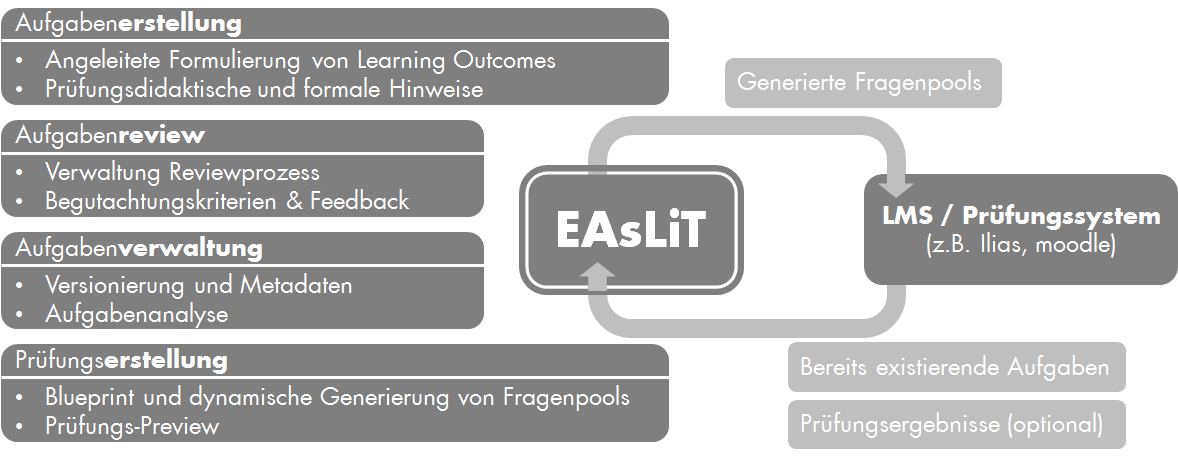 Aufgabenerstellung
• Angeleitete Formulierung von Learning Outcomes
• Prüfungsdidaktische und formale Hinweise
Aufgabenreview
• Verwaltung Reviewprozess
• Begutachtungskriterien & Feedback
Aufgabenverwaltung
• Versionierung und Metadaten
• Aufgabenanalyse
Prüfungserstellung
• Blueprint und dynamische Generierung von Fragenpools
• Prüfungs-Preview
Generierte Fragenpools
EAsLiT
LMS / Prüfungssystem
(z.B. Ilias, moodle)
Bereits existierende Aufgaben
Prüfungsergebnisse (optional)